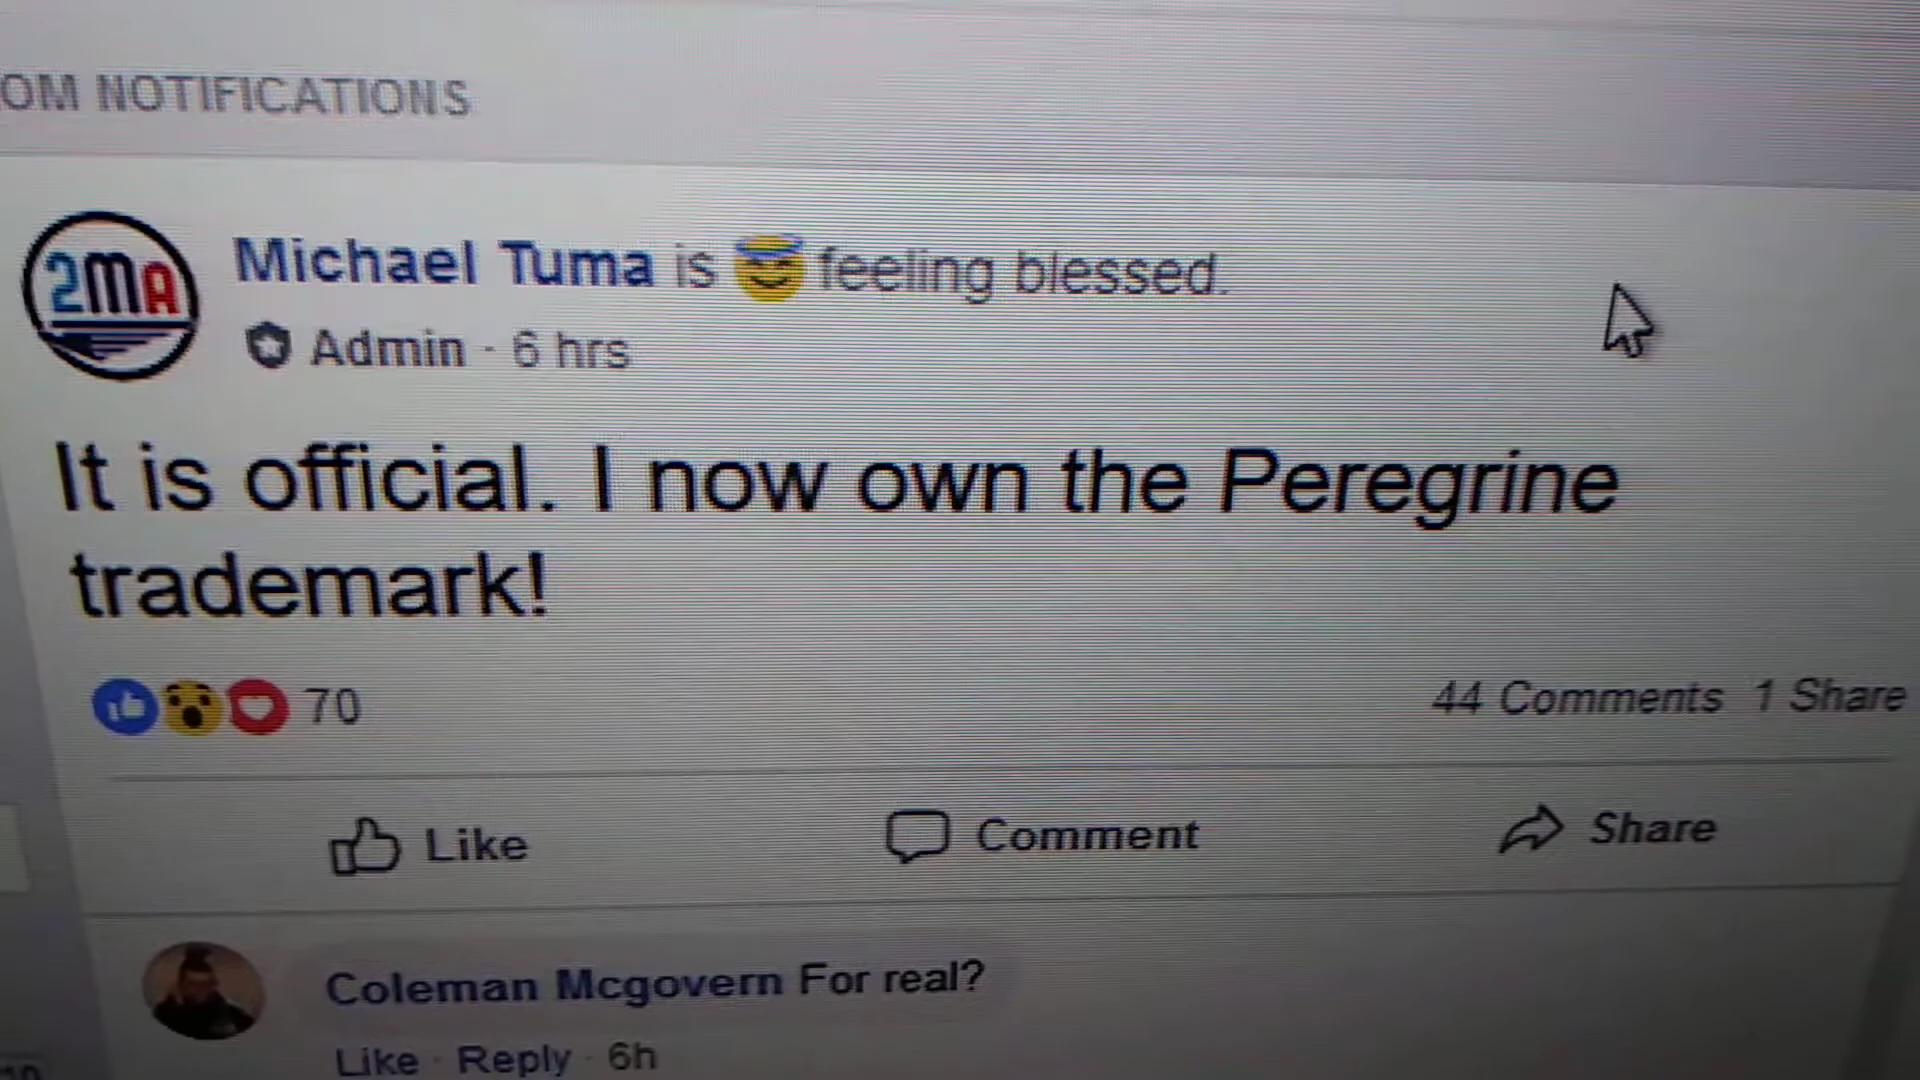 OM NOTIFICATIONS
2MA
Michael Tuma is feeling blessed.
Admin · 6 hrs
It is official. I now own the Peregrine
trademark!
70
44 Comments 1 Share
Like
Comment
Share
Coleman Mcgovern For real?
Like · Reply · 6h